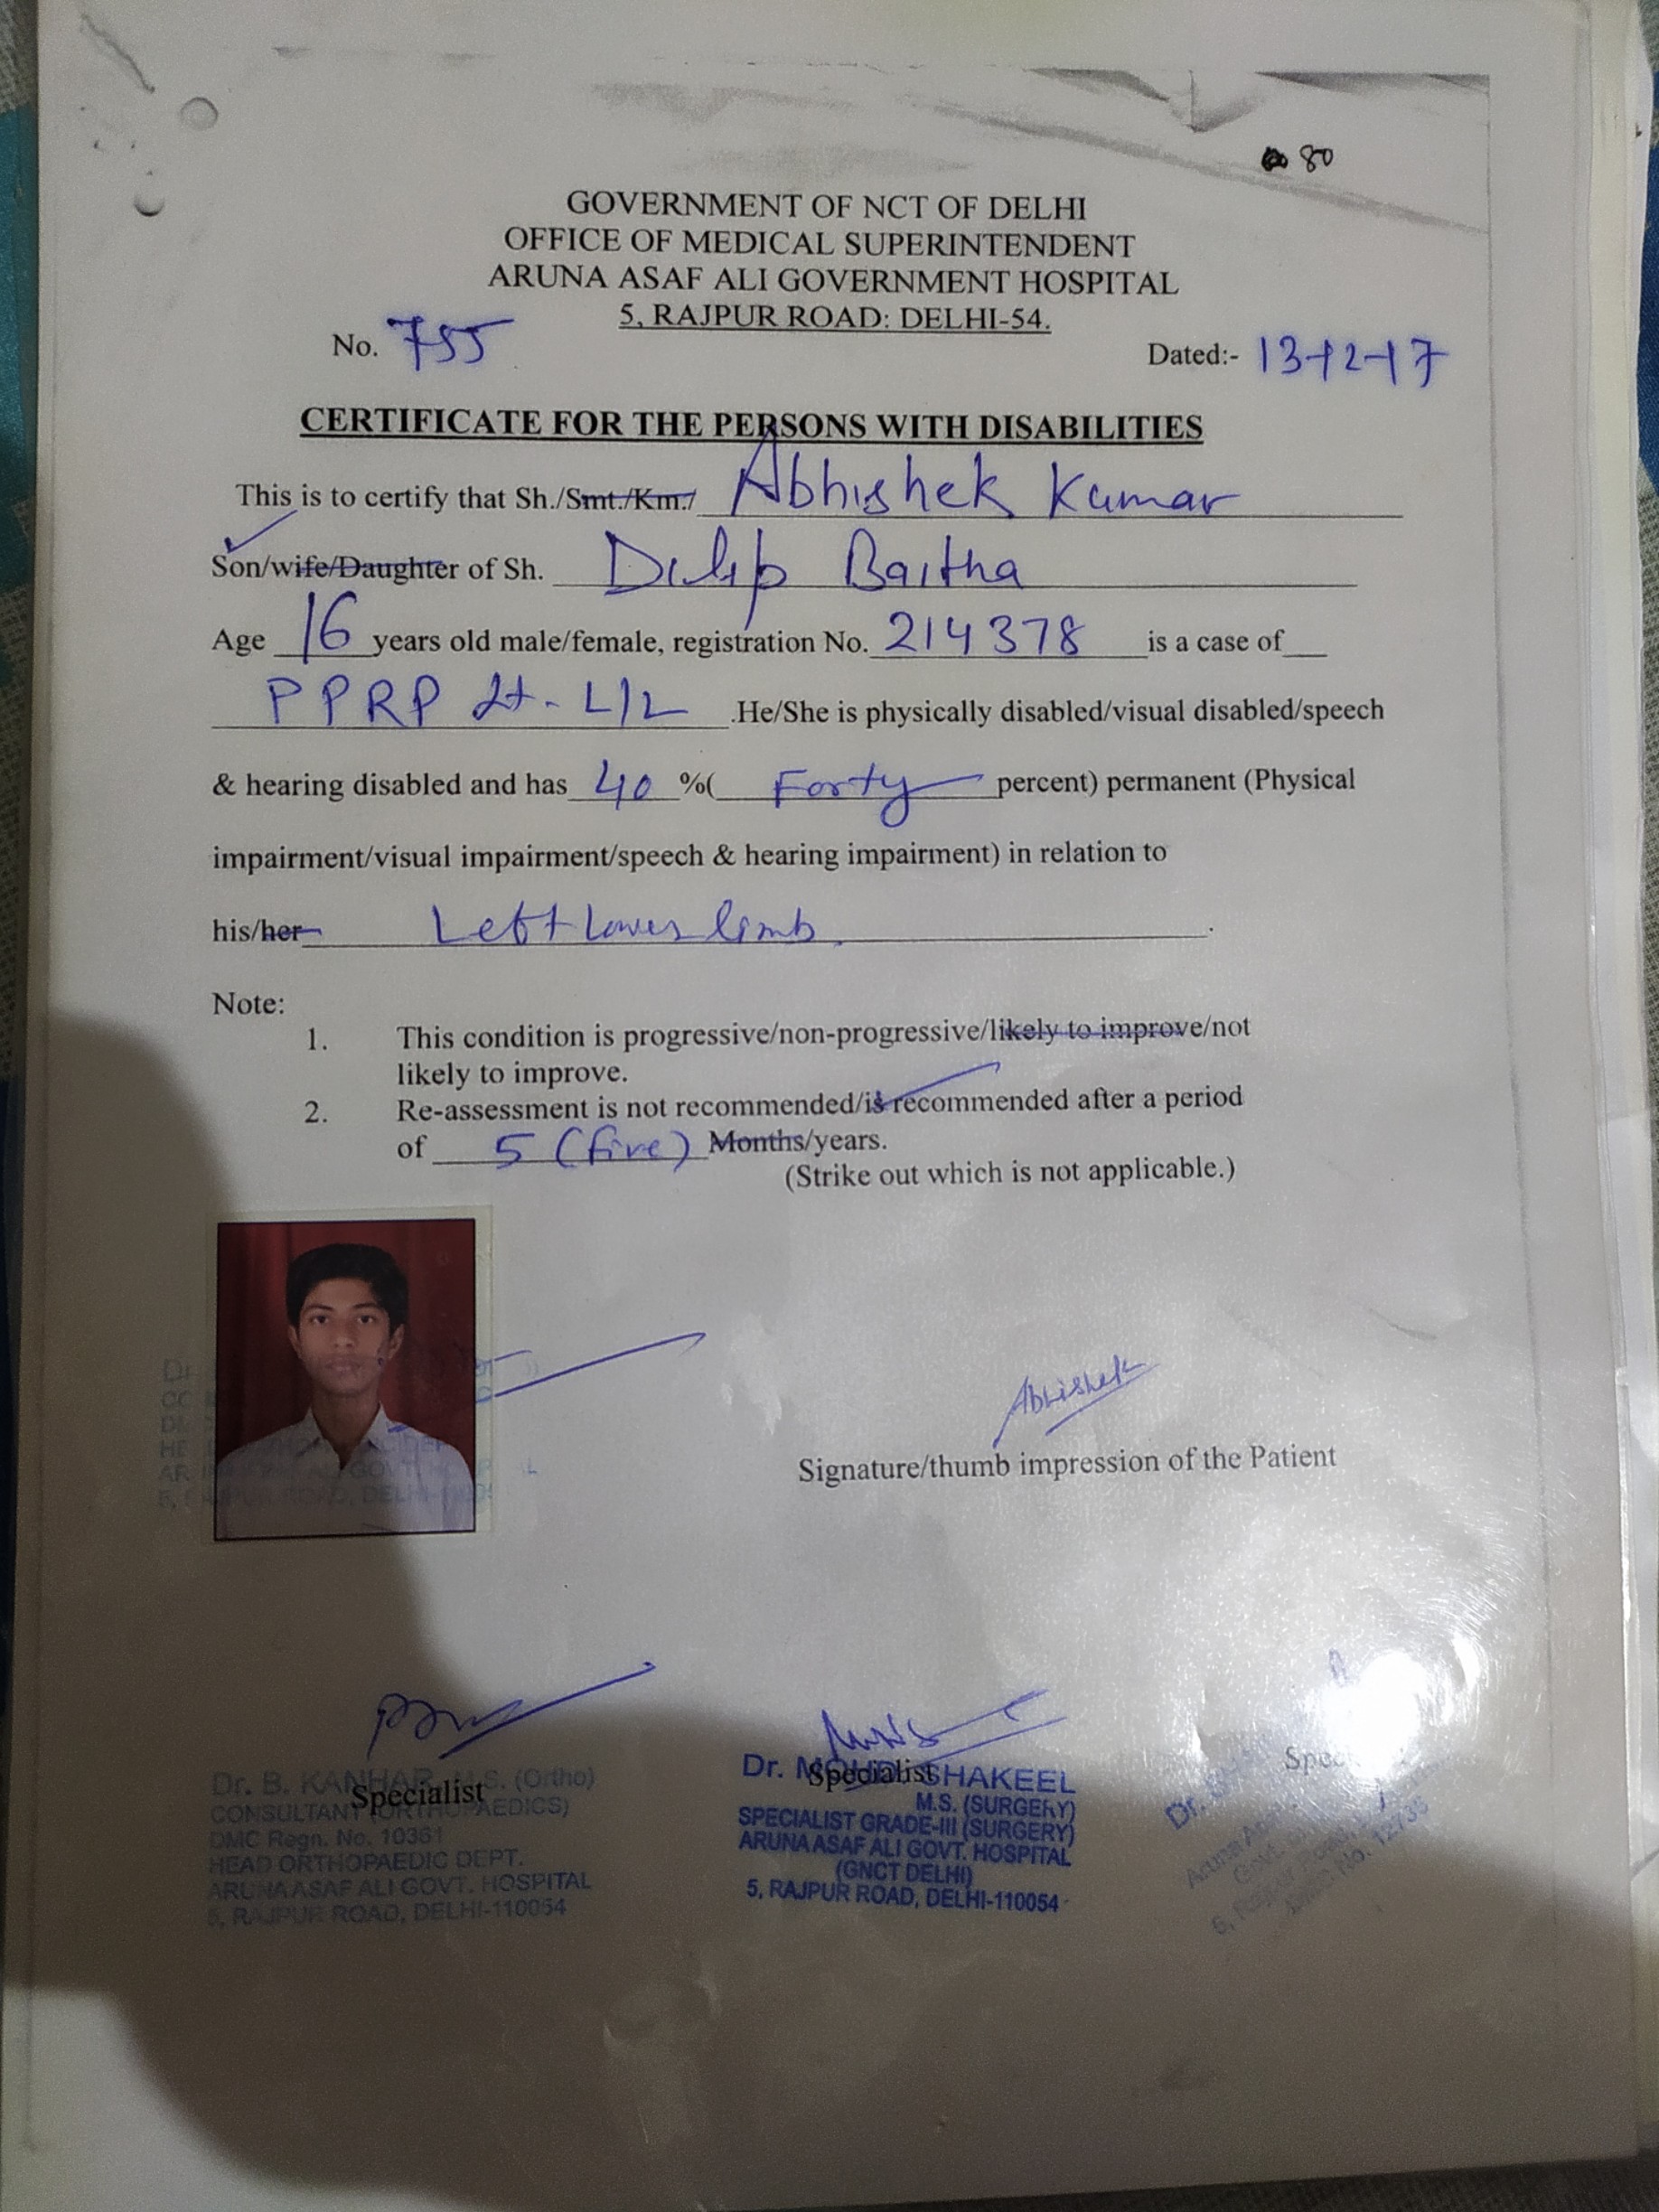 80
GOVERNMENT OF NCT OF DELHI
OFFICE OF MEDICAL SUPERINTENDENT
ARUNA ASAF ALI GOVERNMENT HOSPITAL
5, RAJPUR ROAD: DELHI-54.
No. 755 Dated:- 13-12-17
CERTIFICATE FOR THE PERSONS WITH DISABILITIES
This is to certify that Sh./Smt./Km./ Abhishek Kumar
Son/wife/Daughter of Sh. Dilip Baitha
Age 16 years old male/female, registration No. 214378 is a case of
PPRP Lt. L/L .He/She is physically disabled/visual disabled/speech
& hearing disabled and has 40 %( Forty percent) permanent (Physical
impairment/visual impairment/speech & hearing impairment) in relation to
his/her Left Lower limb.
Note:
1. This condition is progressive/non-progressive/likely to improve/not
likely to improve.
2. Re-assessment is not recommended/is recommended after a period
of 5 (five) Months/years.
(Strike out which is not applicable.)
Abhishek
Signature/thumb impression of the Patient
Dr. B. KANHAR, M.S. (Ortho)
Specialist
CONSULTANT (ORTHOPAEDICS)
DMC Regn. No. 10361
HEAD ORTHOPAEDIC DEPT.
ARUNA ASAF ALI GOVT. HOSPITAL
5, RAJPUR ROAD, DELHI-110054
Dr. MOHD. SHAKEEL
Specialist
M.S. (SURGERY)
SPECIALIST GRADE-III (SURGERY)
ARUNA ASAF ALI GOVT. HOSPITAL
(GNCT DELHI)
5, RAJPUR ROAD, DELHI-110054
Dr.
Aruna
Govt.